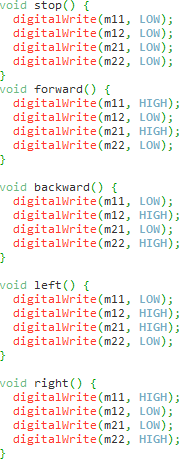 void stop() {
digitalWrite(m11, LOW);
digitalWrite(m12, LOW);
digitalWrite(m21, LOW);
digitalWrite(m22, LOW);
}
void forward() {
digitalWrite(m11, HIGH);
digitalWrite(m12, LOW);
digitalWrite(m21, HIGH);
digitalWrite(m22, LOW);
}
void backward() {
digitalWrite(m11, LOW);
digitalWrite(m12, HIGH);
digitalWrite(m21, LOW);
digitalWrite(m22, HIGH);
}
void left() {
digitalWrite(m11, LOW);
digitalWrite(m12, HIGH);
digitalWrite(m21, HIGH);
digitalWrite(m22, LOW);
}
void right() {
digitalWrite(m11, HIGH);
digitalWrite(m12, LOW);
digitalWrite(m21, LOW);
digitalWrite(m22, HIGH);
}